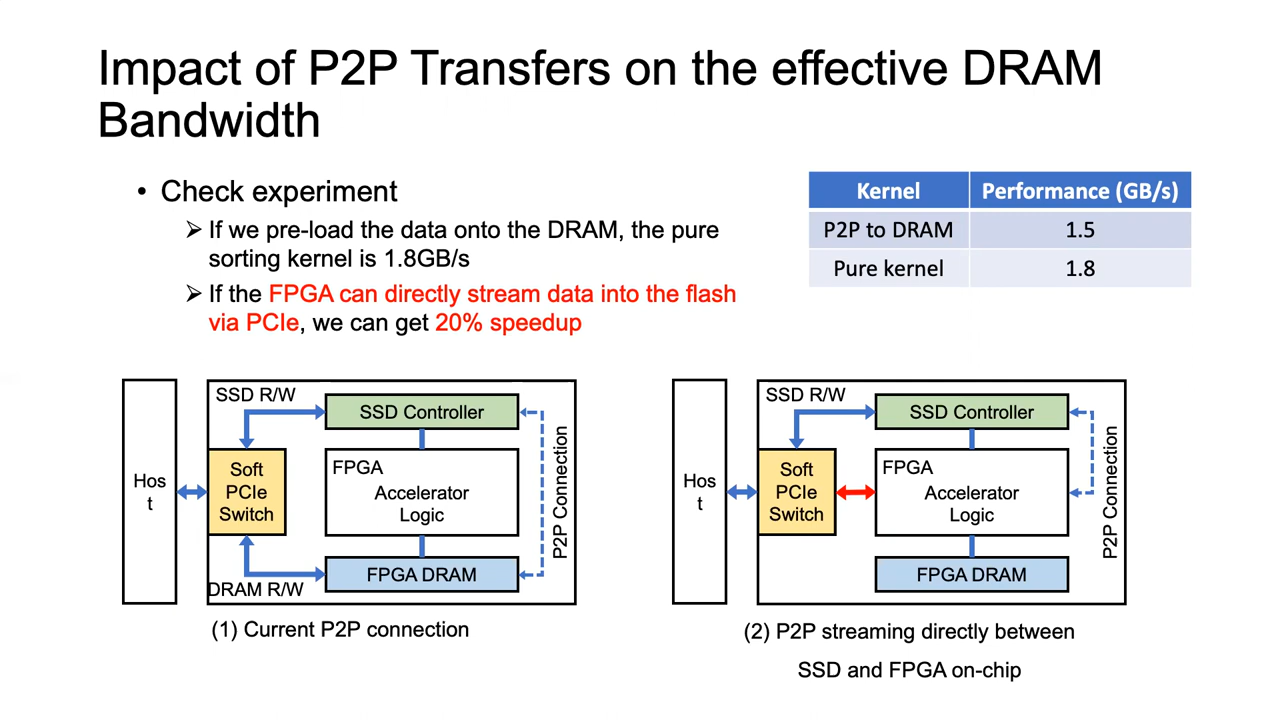 Impact of P2P Transfers on the effective DRAM
Bandwidth
• Check experiment
➢ If we pre-load the data onto the DRAM, the pure
sorting kernel is 1.8GB/s
➢ If the FPGA can directly stream data into the flash
via PCIe, we can get 20% speedup
Kernel Performance (GB/s)
P2P to DRAM 1.5
Pure kernel 1.8
Hos
t
SSD R/W
SSD Controller
Soft
PCIe
Switch
FPGA
Accelerator
Logic
P2P Connection
FPGA DRAM
DRAM R/W
(1) Current P2P connection
Hos
t
SSD R/W
SSD Controller
Soft
PCIe
Switch
FPGA
Accelerator
Logic
P2P Connection
FPGA DRAM
(2) P2P streaming directly between
SSD and FPGA on-chip